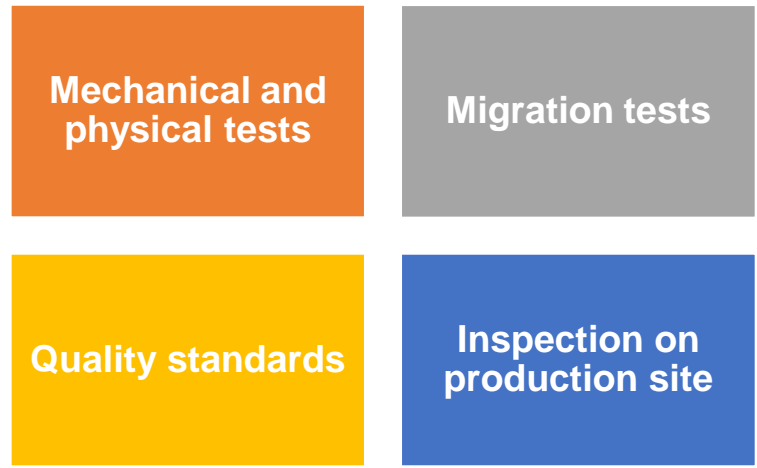 Mechanical and
physical tests
Migration tests
Quality standards
Inspection on
production site